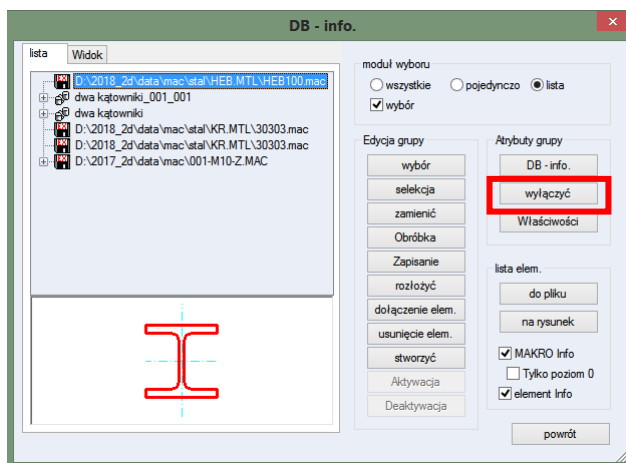 DB - info.
lista
Widok
D:\2018_2d\data\mac\stal\HEB.MTL\HEB100.mac
dwa kątowniki_001_001
dwa kątowniki
D:\2018_2d\data\mac\stal\KR.MTL\30303.mac
D:\2018_2d\data\mac\stal\KR.MTL\30303.mac
D:\2017_2d\data\mac\001-M10-Z.MAC
moduł wyboru
wszystkie pojedynczo lista
wybór
Edycja grupy
wybór
selekcja
zamienić
Obróbka
Zapisanie
rozłożyć
dołączenie elem.
usunięcie elem.
stworzyć
Aktywacja
Deaktywacja
Atrybuty grupy
DB - info.
wyłączyć
Właściwości
lista elem.
do pliku
na rysunek
MAKRO Info
Tylko poziom 0
element Info
powrót